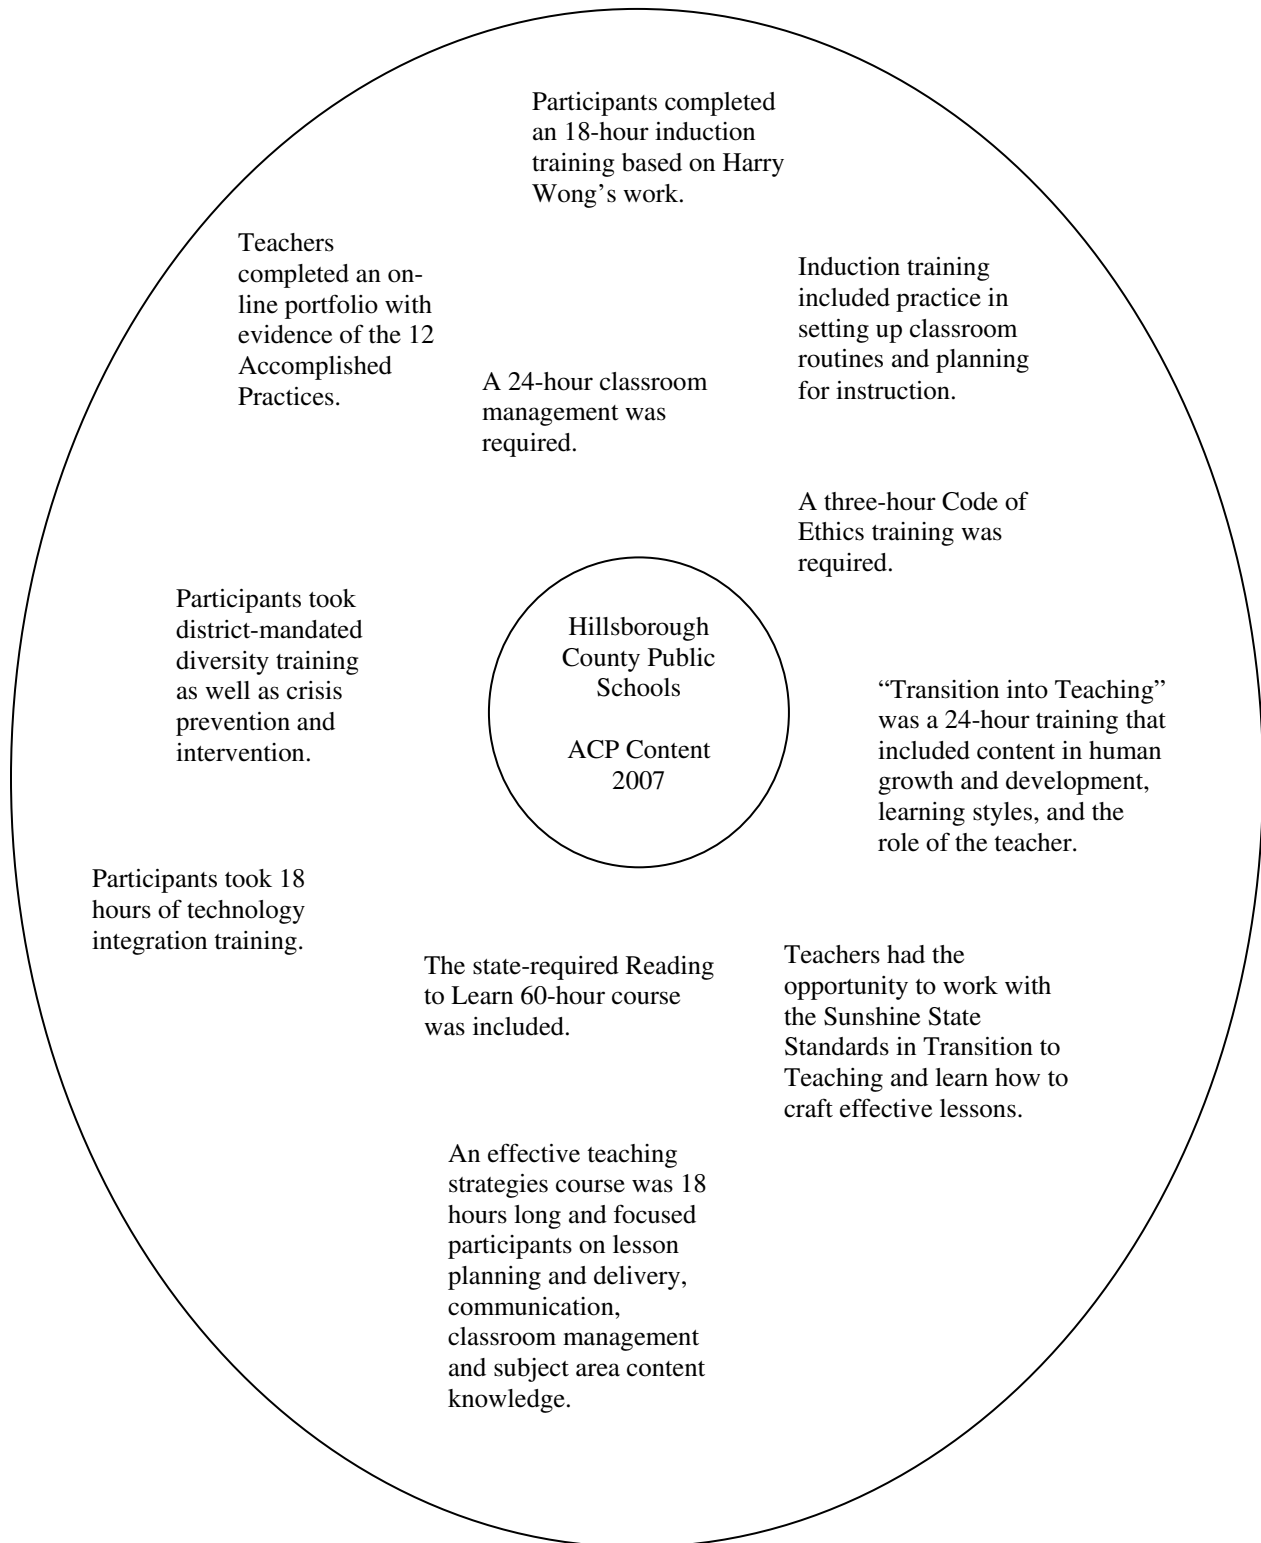 Participants completed
an 18-hour induction
training based on Harry
Wong’s work.
Teachers
completed an on-
line portfolio with
evidence of the 12
Accomplished
Practices.
Induction training
included practice in
setting up classroom
routines and planning
for instruction.
A 24-hour classroom
management was
required.
A three-hour Code of
Ethics training was
required.
Participants took
district-mandated
diversity training
as well as crisis
prevention and
intervention.
Hillsborough
County Public
Schools
ACP Content
2007
“Transition into Teaching”
was a 24-hour training that
included content in human
growth and development,
learning styles, and the
role of the teacher.
Participants took 18
hours of technology
integration training.
The state-required Reading
to Learn 60-hour course
was included.
Teachers had the
opportunity to work with
the Sunshine State
Standards in Transition to
Teaching and learn how to
craft effective lessons.
An effective teaching
strategies course was 18
hours long and focused
participants on lesson
planning and delivery,
communication,
classroom management
and subject area content
knowledge.